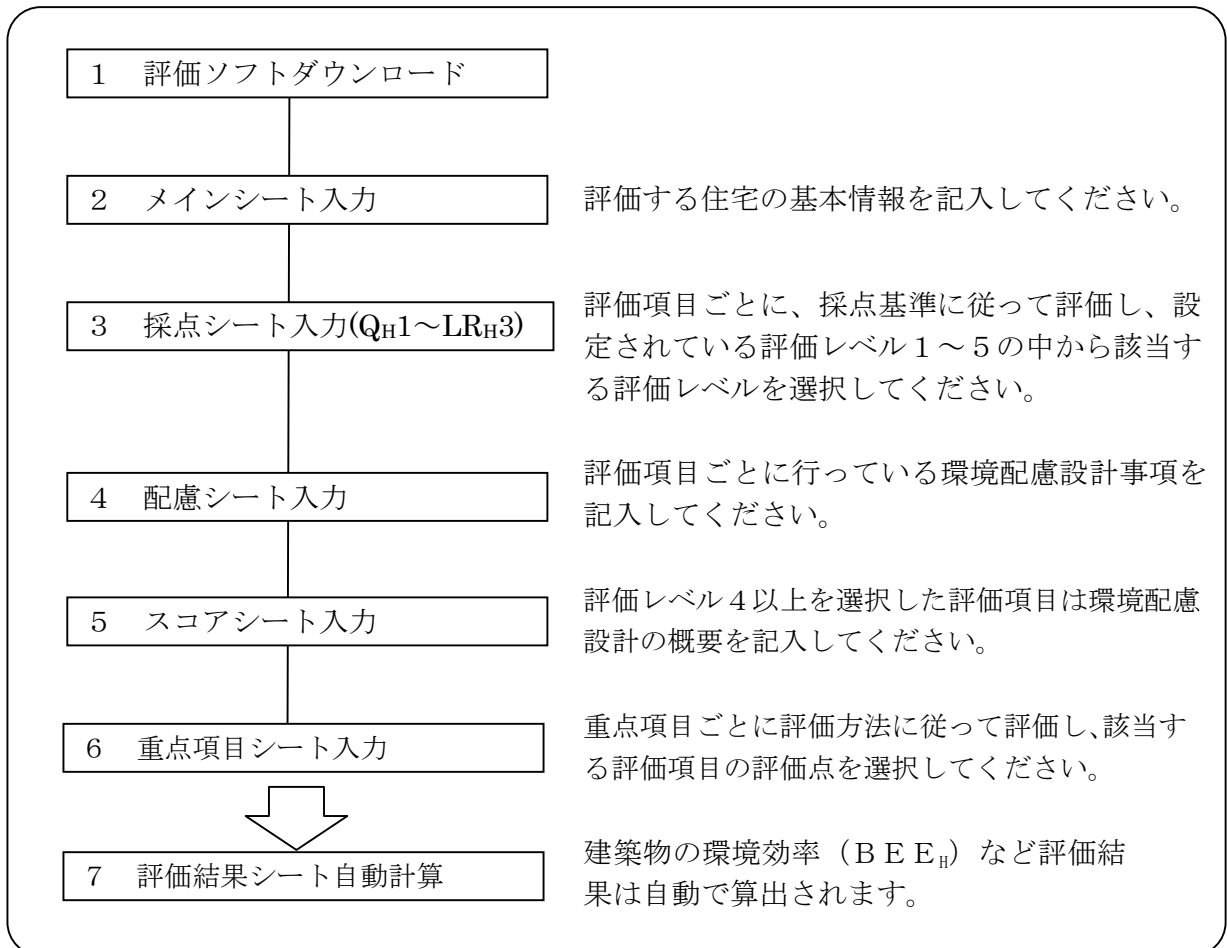 1　評価ソフトダウンロード
2　メインシート入力
評価する住宅の基本情報を記入してください。
3　採点シート入力(QH1～LRH3)
評価項目ごとに、採点基準に従って評価し、設
定されている評価レベル１～５の中から該当す
る評価レベルを選択してください。
4　配慮シート入力
評価項目ごとに行っている環境配慮設計事項を
記入してください。
5　スコアシート入力
評価レベル４以上を選択した評価項目は環境配慮
設計の概要を記入してください。
6　重点項目シート入力
重点項目ごとに評価方法に従って評価し、該当す
る評価項目の評価点を選択してください。
7　評価結果シート自動計算
建築物の環境効率（ＢＥＥH）など評価結
果は自動で算出されます。